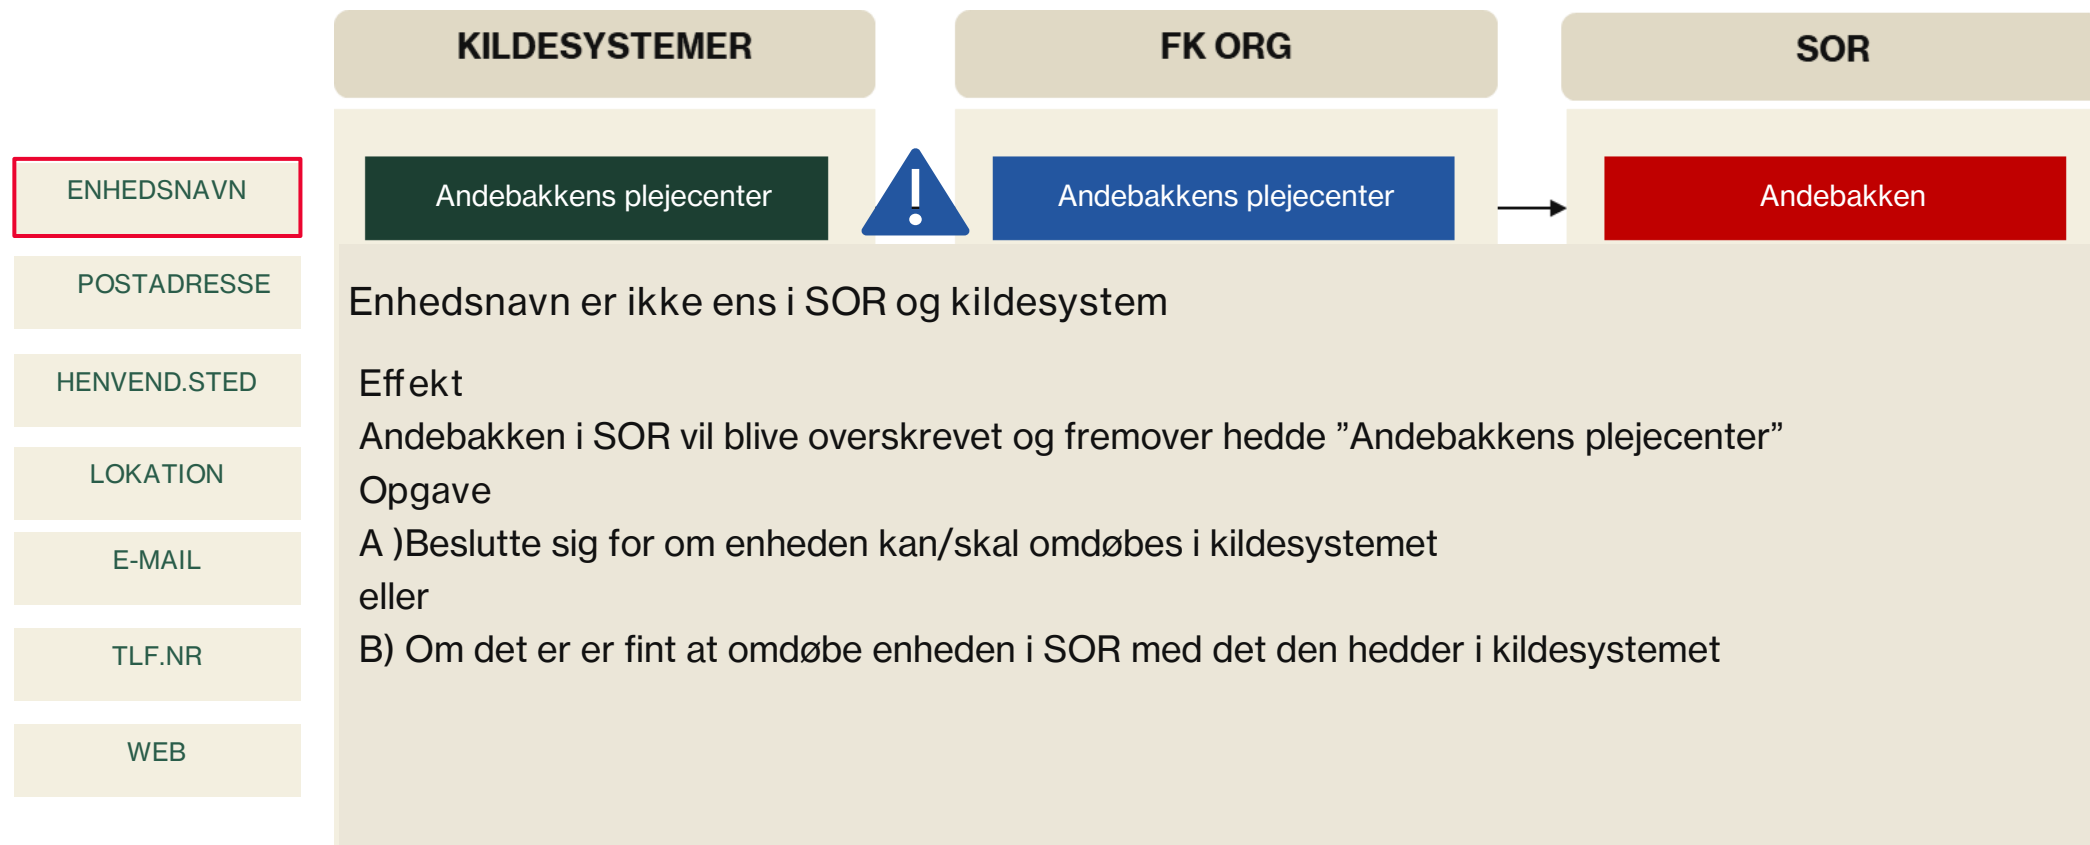 KILDESYSTEMER
FK ORG
SOR
ENHEDSNAVN
Andebakkens plejecenter
Andebakkens plejecenter
Andebakken
POSTADRESSE
HENVEND.STED
LOKATION
E-MAIL
TLF.NR
WEB
Enhedsnavn er ikke ens i SOR og kildesystem
Effekt
Andebakken i SOR vil blive overskrevet og fremover hedde ”Andebakkens plejecenter”
Opgave
A )Beslutte sig for om enheden kan/skal omdøbes i kildesystemet
eller
B) Om det er er fint at omdøbe enheden i SOR med det den hedder i kildesystemet